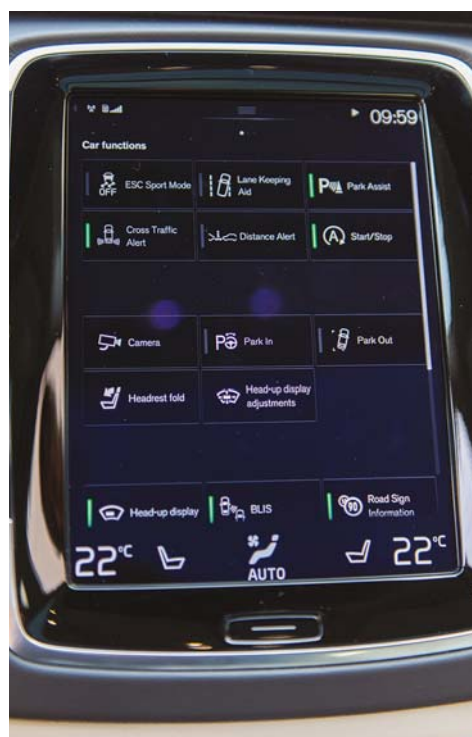 09:59
Car functions
OFF
ESC Sport Mode
Lane Keeping
Aid
P
Park Assist
Cross Traffic
Alert
Distance Alert
A
Start/Stop
Camera
P
Park In
Park Out
Headrest fold
Head-up display
adjustments
Head-up display
BLIS
90
Road Sign
Information
22°C
AUTO
22°C